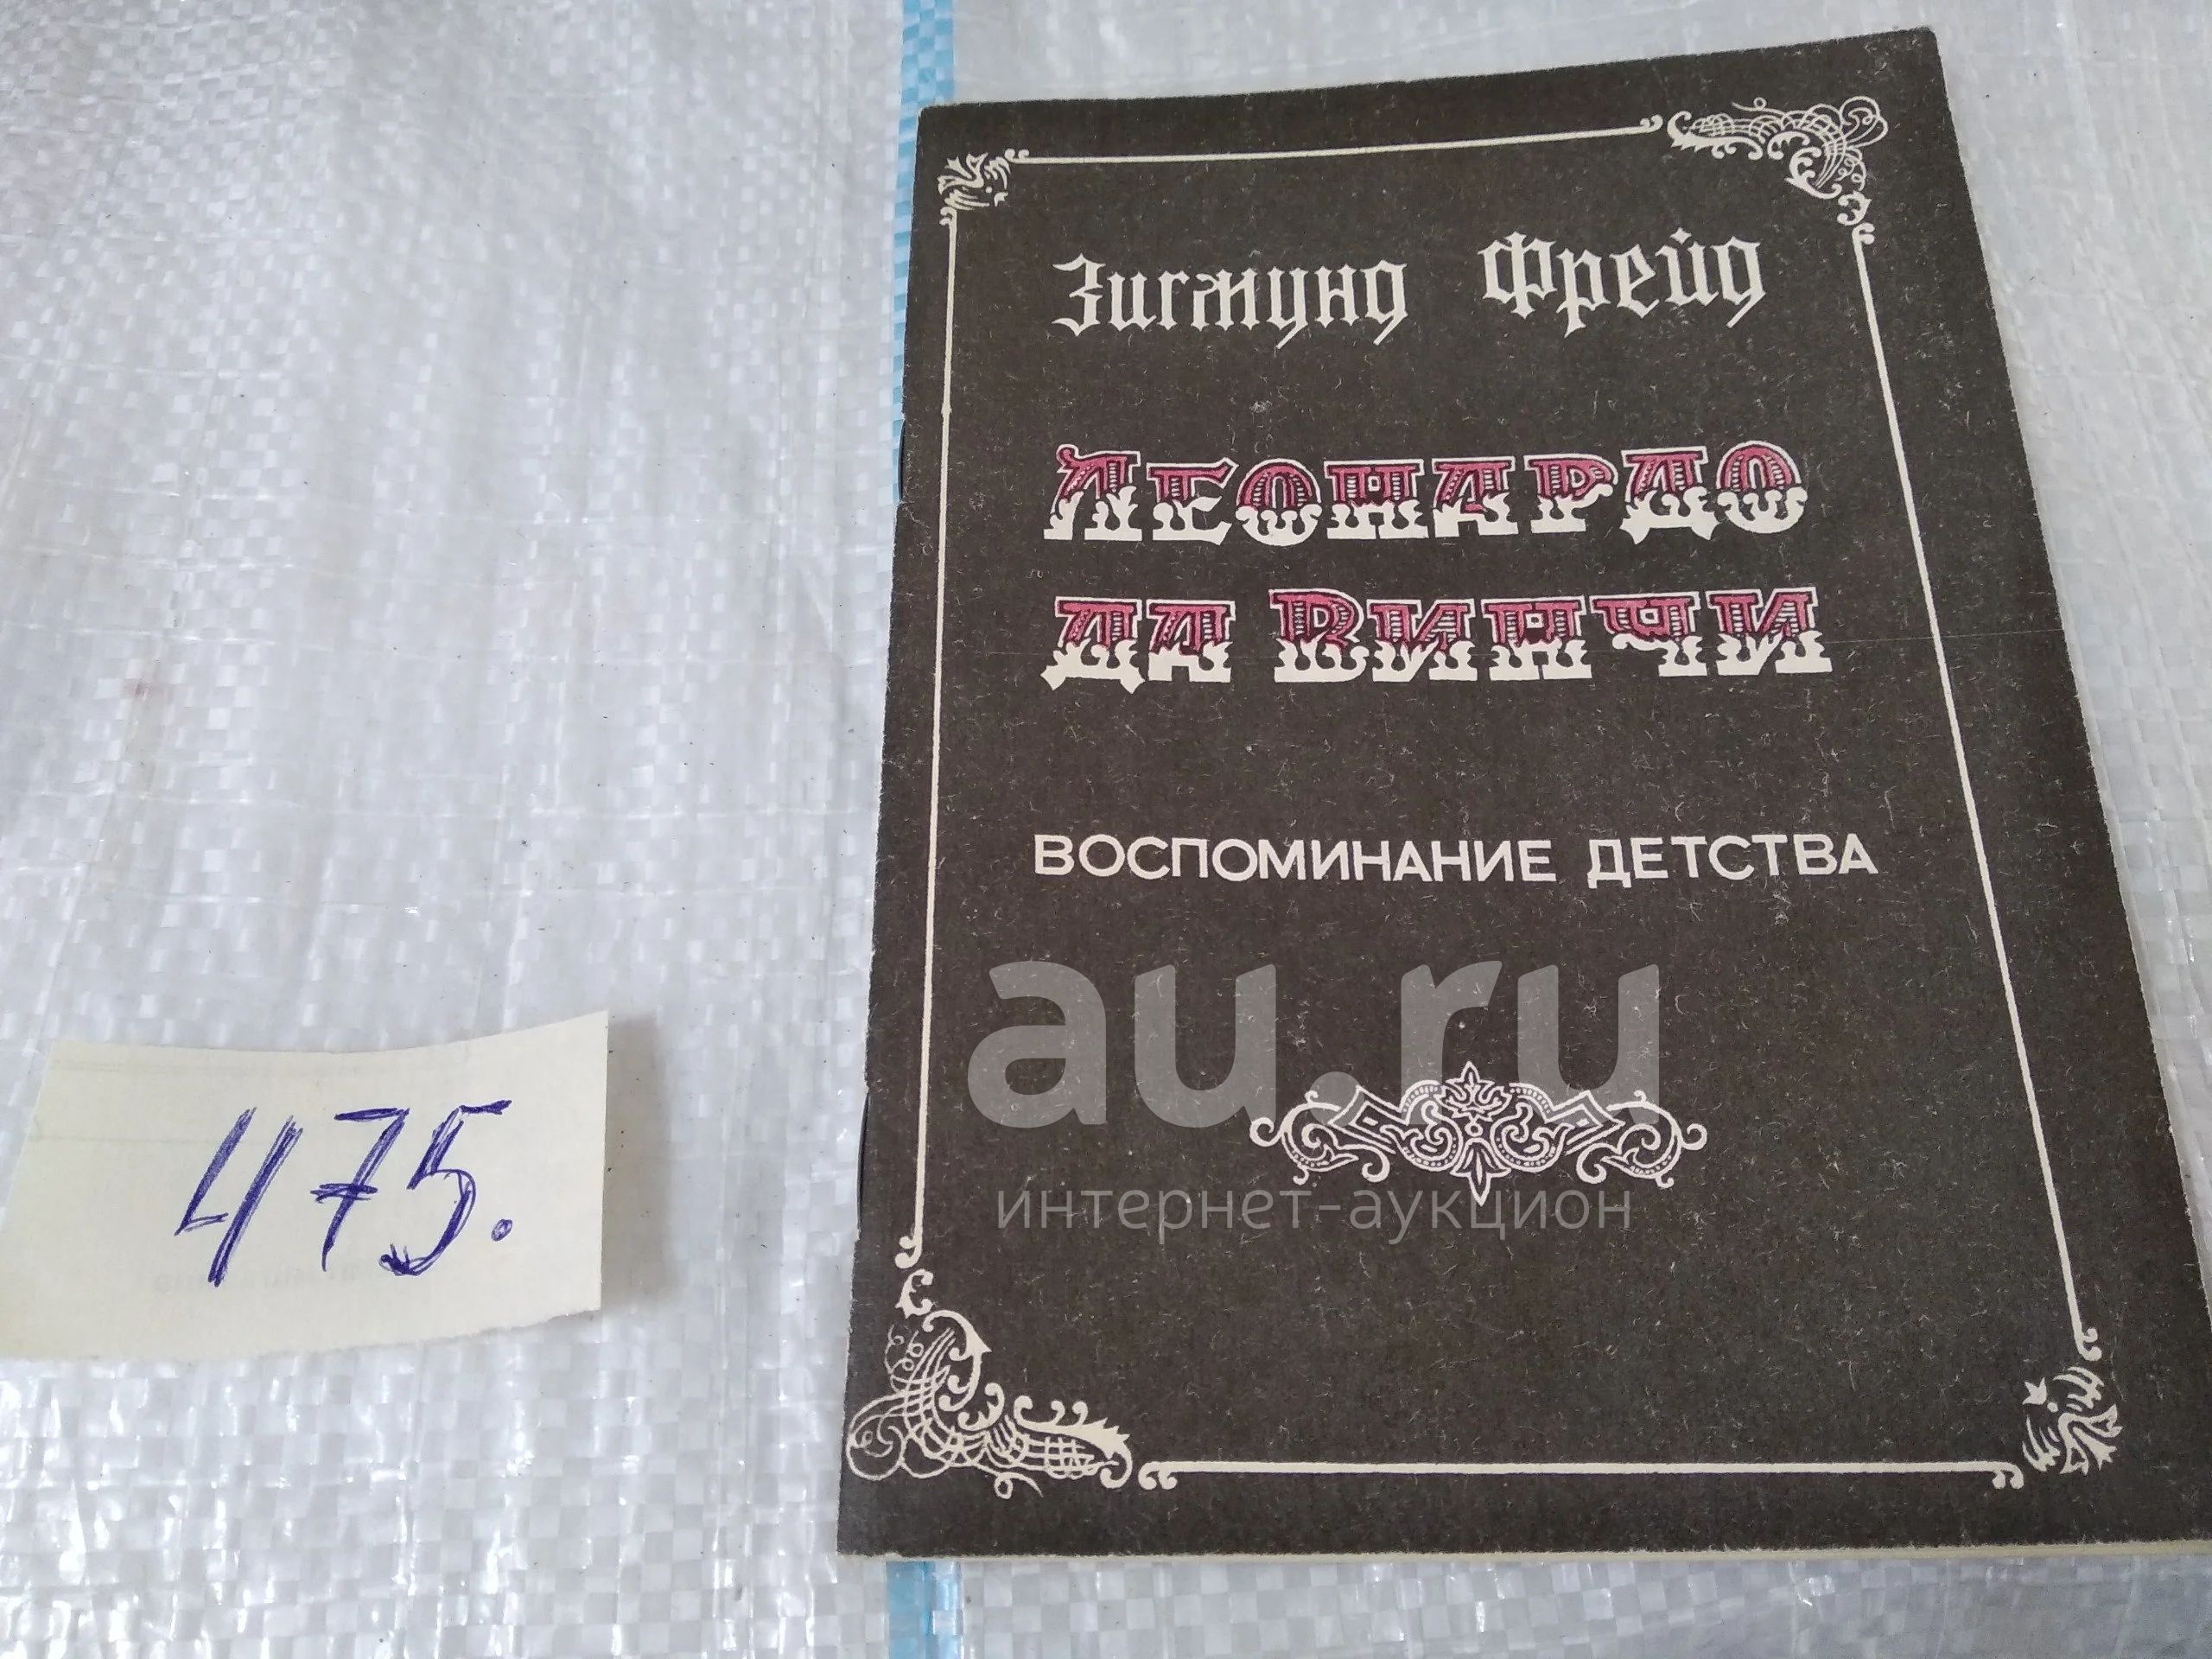 Зигмунд Фрейд
Леонардо
да Винчи
ВОСПОМИНАНИЕ ДЕТСТВА
au.ru
интернет-аукцион
475.